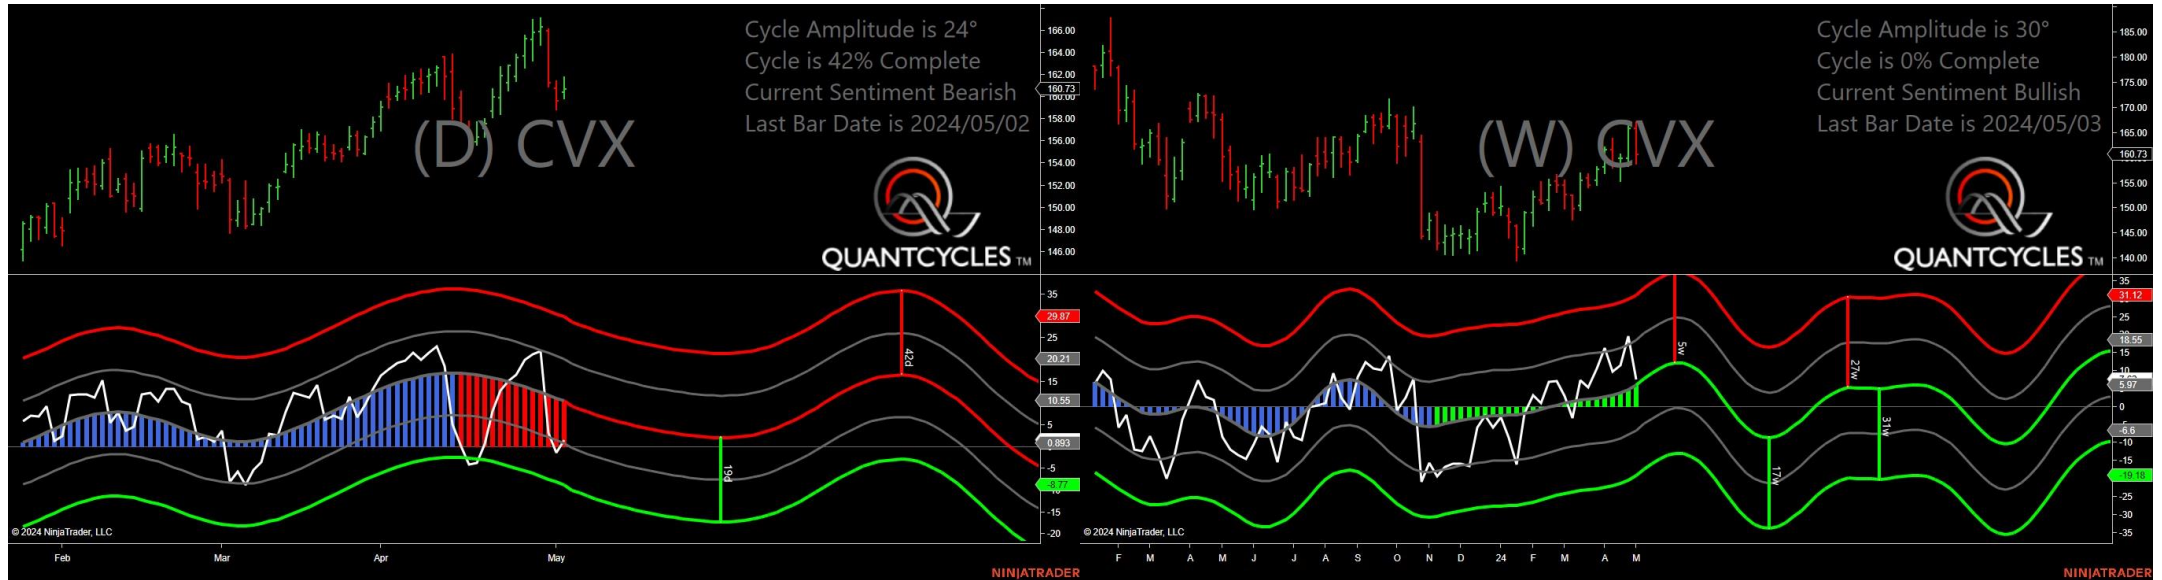 Cycle Amplitude is 24°
Cycle is 42% Complete
Current Sentiment Bearish
Last Bar Date is 2024/05/02
(D) CVX
QUANTCYCLES TM
166.00
164.00
162.00
160.73
160.00
158.00
156.00
154.00
152.00
150.00
148.00
146.00
42d
19d
35
29.87
25
20.21
15
10.55
5
0.893
-5
-8.77
-15
-20
© 2024 NinjaTrader, LLC
Feb Mar Apr May
NINJATRADER
Cycle Amplitude is 30°
Cycle is 0% Complete
Current Sentiment Bullish
Last Bar Date is 2024/05/03
(W) CVX
QUANTCYCLES TM
185.00
180.00
175.00
170.00
165.00
160.73
155.00
150.00
145.00
140.00
5w
27w
17w
31w
35
31.12
25
18.55
15
10
5.97
0
-6.6
-10
-15
-19.18
-25
-30
-35
© 2024 NinjaTrader, LLC
F M A M J J A S O N D 24 F M A M
NINJATRADER